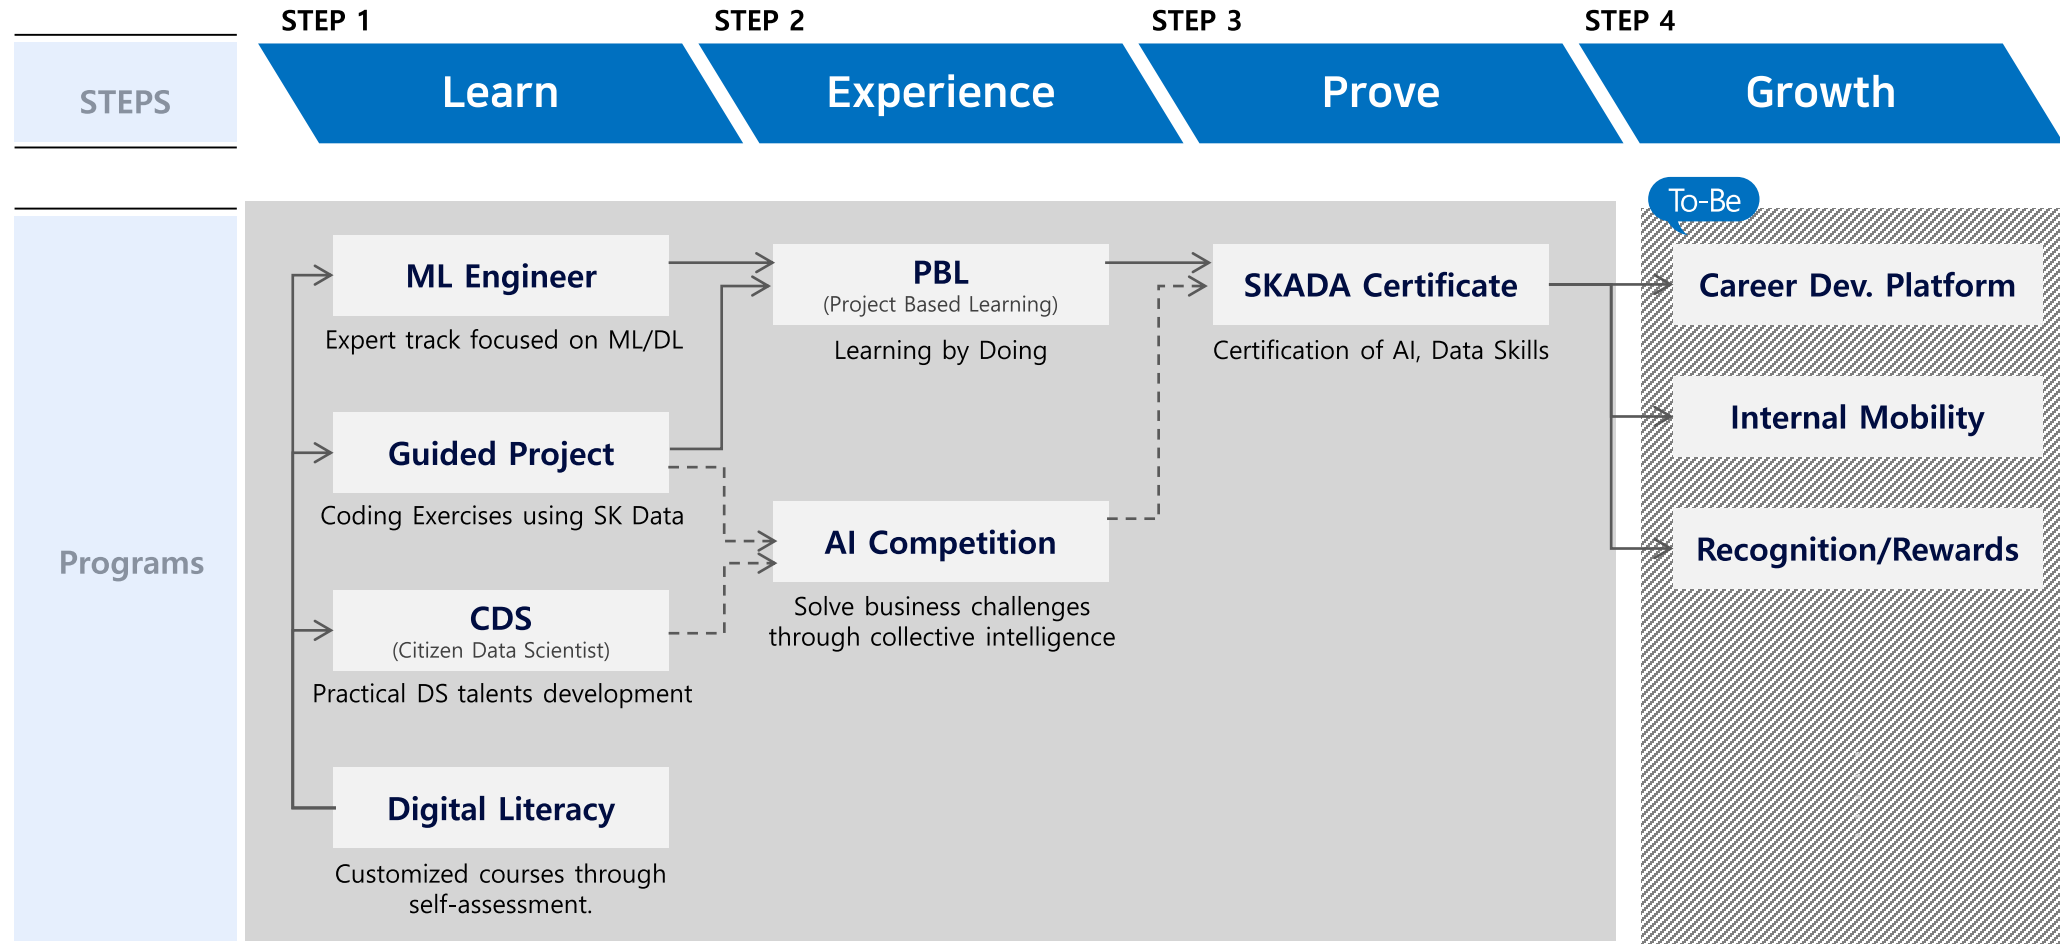 STEP 1
STEP 2
STEP 3
STEP 4
STEPS
Learn
Experience
Prove
Growth
Programs
ML Engineer
Expert track focused on ML/DL
Guided Project
Coding Exercises using SK Data
CDS
(Citizen Data Scientist)
Practical DS talents development
Digital Literacy
Customized courses through
self-assessment.
PBL
(Project Based Learning)
Learning by Doing
AI Competition
Solve business challenges
through collective intelligence
SKADA Certificate
Certification of AI, Data Skills
To-Be
Career Dev. Platform
Internal Mobility
Recognition/Rewards